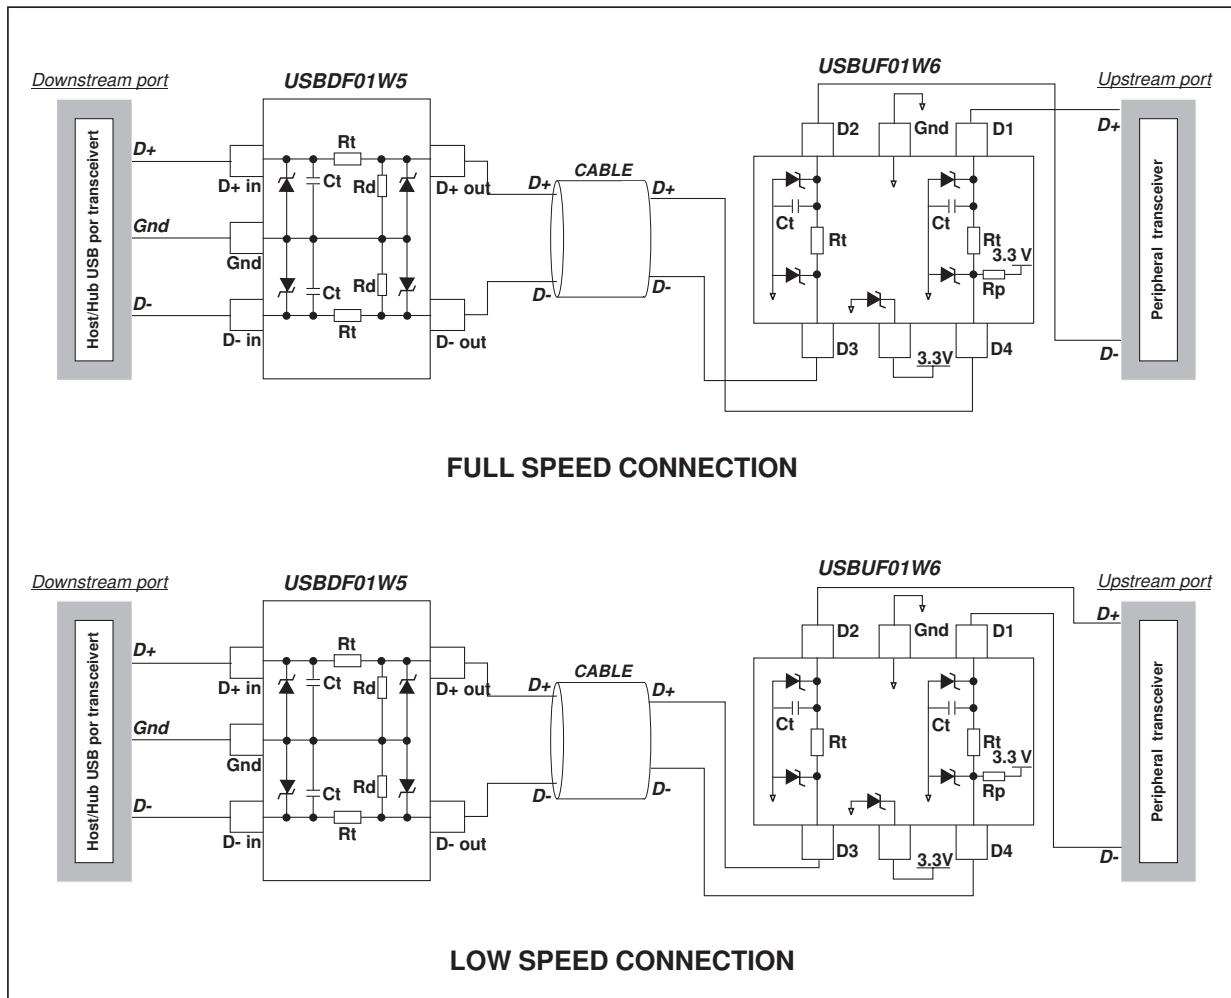 USBDF01W5
USBUF01W6
Downstream port
Upstream port
Host/Hub USB por transceivert
D+
Gnd
D-
D+ in
Gnd
D- in
Rt
Ct
Rd
Rd
Ct
Rt
D+ out
D- out
CABLE
D+
D-
D+
D-
D2
Gnd
D1
Ct
Rt
Ct
Rt
3.3 V
Rp
D3
3.3V
D4
D+
D-
Peripheral transceiver
FULL SPEED CONNECTION
USBDF01W5
USBUF01W6
Downstream port
Upstream port
Host/Hub USB por transceivert
D+
Gnd
D-
D+ in
Gnd
D- in
Rt
Ct
Rd
Rd
Ct
Rt
D+ out
D- out
CABLE
D+
D-
D+
D-
D2
Gnd
D1
Ct
Rt
Ct
Rt
3.3 V
Rp
D3
3.3V
D4
D+
D-
Peripheral transceiver
LOW SPEED CONNECTION